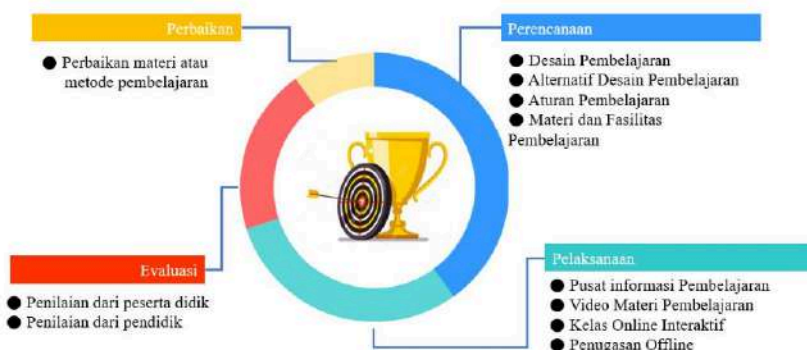 Perbaikan
● Perbaikan materi atau
metode pembelajaran
Perencanaan
● Desain Pembelajaran
● Alternatif Desain Pembelajaran
● Aturan Pembelajaran
● Materi dan Fasilitas
Pembelajaran
Evaluasi
● Penilaian dari peserta didik
● Penilaian dari pendidik
Pelaksanaan
● Pusat informasi Pembelajaran
● Video Materi Pembelajaran
● Kelas Online Interaktif
● Penugasan Offline